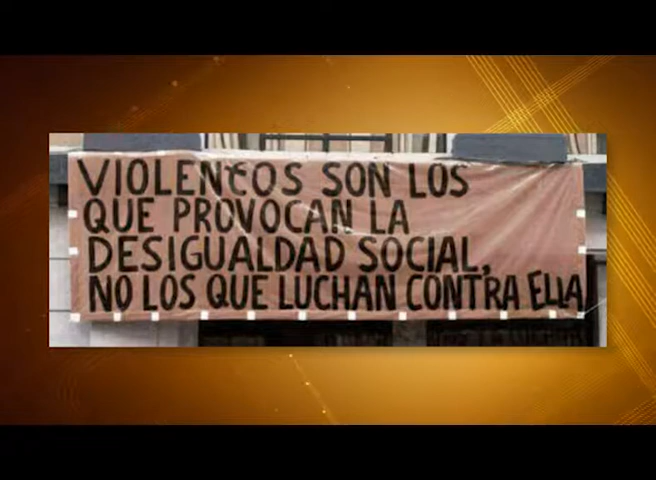 VIOLENTOS SON LOS
QUE PROVOCAN LA
DESIGUALDAD SOCIAL,
NO LOS QUE LUCHAN CONTRA ELLA